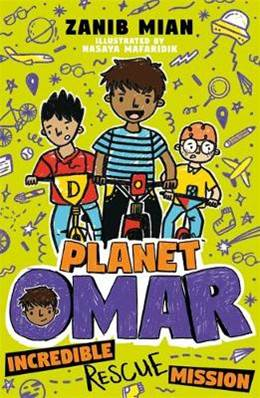 ZANIB MIAN
ILLUSTRATED BY
NASAYA MAFARIDIK
D
PLANET
OMAR
INCREDIBLE
RESCUE
MISSION